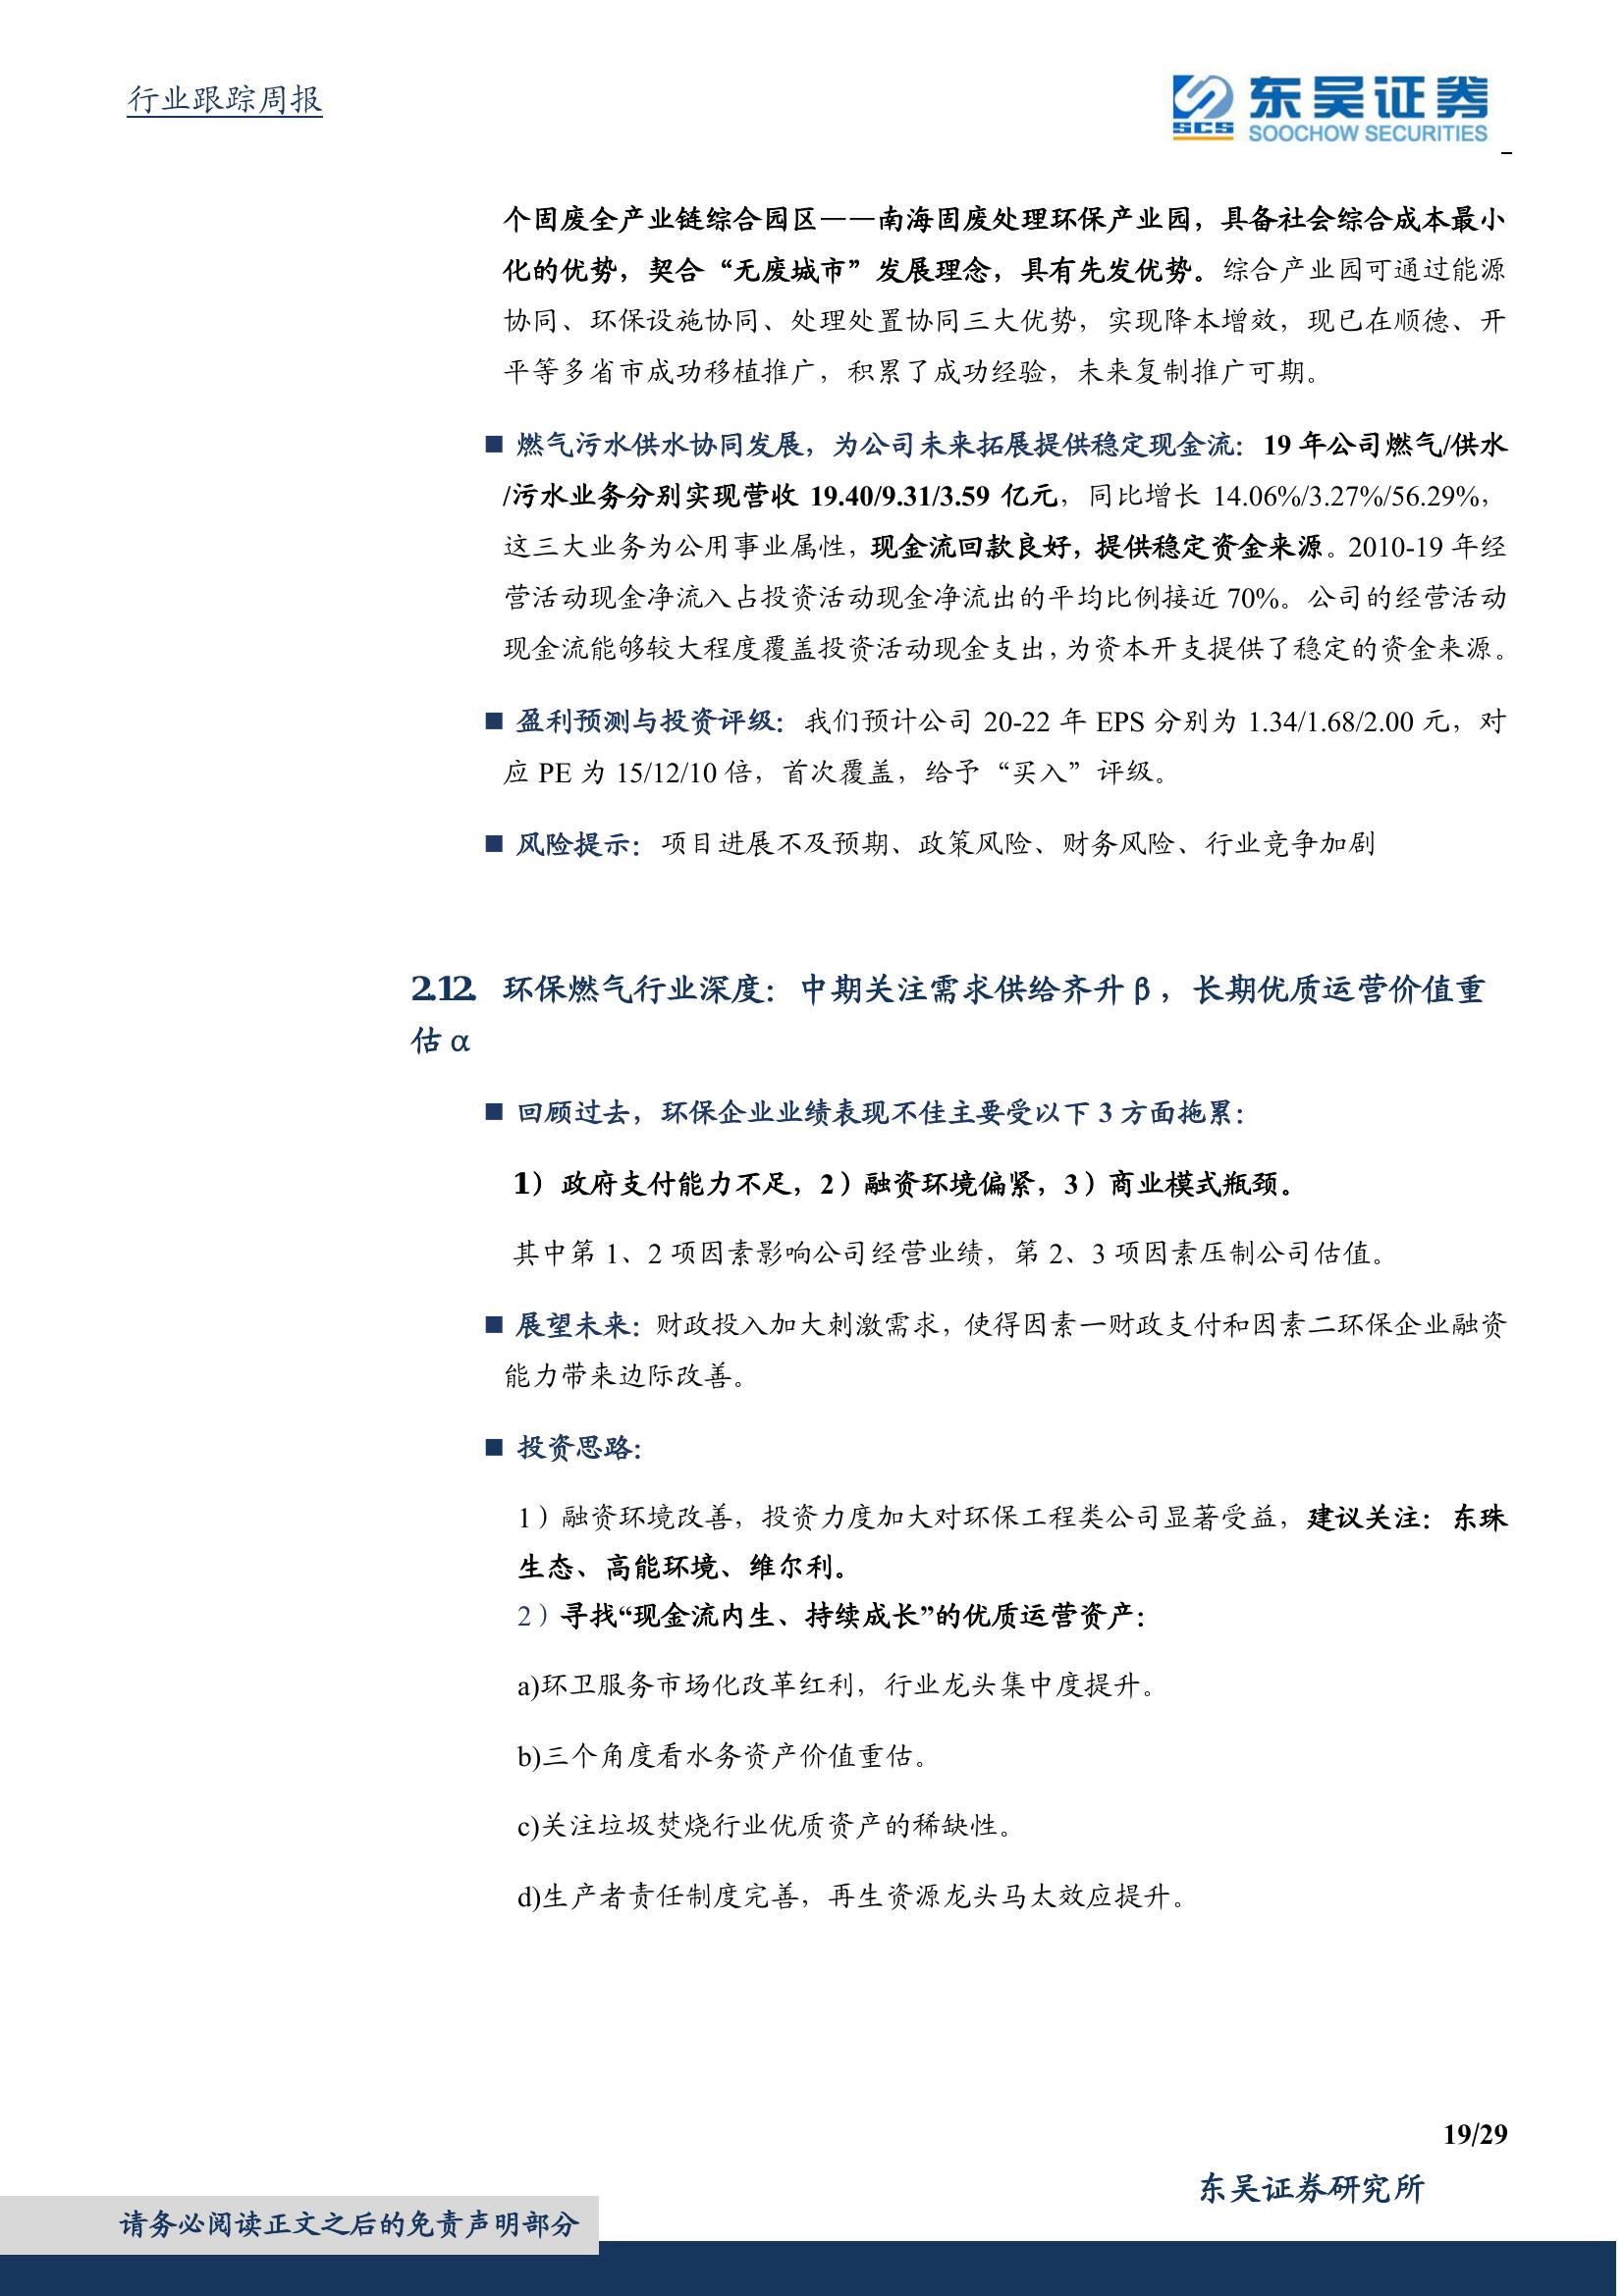 行业跟踪周报
SCS 东吴证券
SOOCHOW SECURITIES
个固废全产业链综合园区——南海固废处理环保产业园，具备社会综合成本最小
化的优势，契合“无废城市”发展理念，具有先发优势。综合产业园可通过能源
协同、环保设施协同、处理处置协同三大优势，实现降本增效，现已在顺德、开
平等多省市成功移植推广，积累了成功经验，未来复制推广可期。
■ 燃气污水供水协同发展，为公司未来拓展提供稳定现金流：19 年公司燃气/供水
/污水业务分别实现营收 19.40/9.31/3.59 亿元，同比增长 14.06%/3.27%/56.29%，
这三大业务为公用事业属性，现金流回款良好，提供稳定资金来源。2010-19 年经
营活动现金净流入占投资活动现金净流出的平均比例接近 70%。公司的经营活动
现金流能够较大程度覆盖投资活动现金支出，为资本开支提供了稳定的资金来源。
■ 盈利预测与投资评级：我们预计公司 20-22 年 EPS 分别为 1.34/1.68/2.00 元，对
应 PE 为 15/12/10 倍，首次覆盖，给予“买入”评级。
■ 风险提示：项目进展不及预期、政策风险、财务风险、行业竞争加剧
2.12. 环保燃气行业深度：中期关注需求供给齐升 β，长期优质运营价值重
估 α
■ 回顾过去，环保企业业绩表现不佳主要受以下 3 方面拖累：
1）政府支付能力不足，2）融资环境偏紧，3）商业模式瓶颈。
其中第 1、2 项因素影响公司经营业绩，第 2、3 项因素压制公司估值。
■ 展望未来：财政投入加大刺激需求，使得因素一财政支付和因素二环保企业融资
能力带来边际改善。
■ 投资思路：
1）融资环境改善，投资力度加大对环保工程类公司显著受益，建议关注：东珠
生态、高能环境、维尔利。
2）寻找“现金流内生、持续成长”的优质运营资产：
a)环卫服务市场化改革红利，行业龙头集中度提升。
b)三个角度看水务资产价值重估。
c)关注垃圾焚烧行业优质资产的稀缺性。
d)生产者责任制度完善，再生资源龙头马太效应提升。
19/29
东吴证券研究所
请务必阅读正文之后的免责声明部分